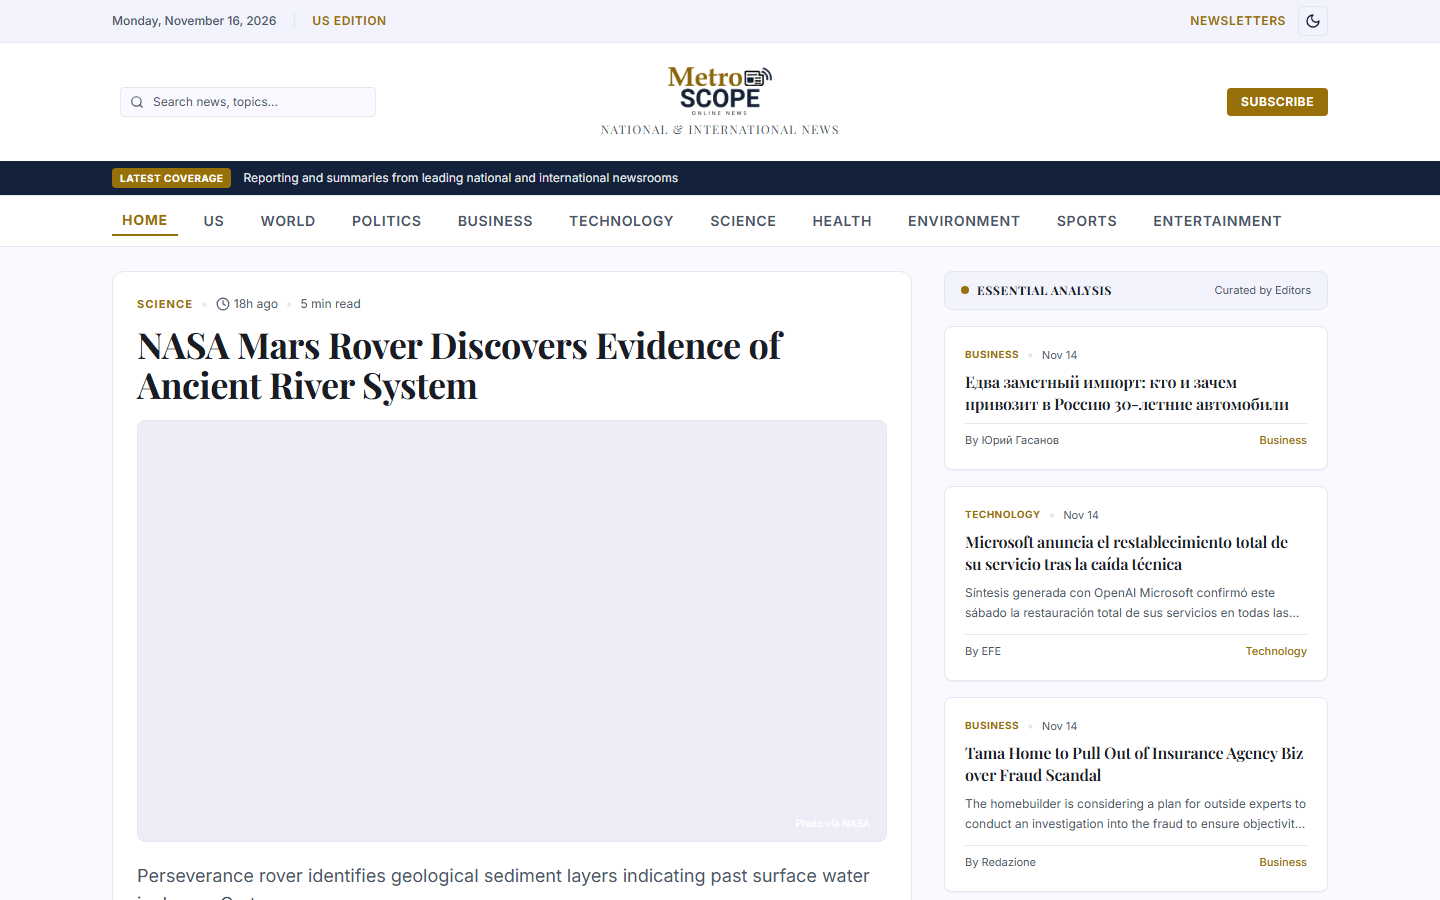 Monday, November 16, 2026
US EDITION
NEWSLETTERS
Search news, topics...
Metro
SCOPE
ONLINE NEWS
NATIONAL & INTERNATIONAL NEWS
SUBSCRIBE
LATEST COVERAGE
Reporting and summaries from leading national and international newsrooms
HOME
US
WORLD
POLITICS
BUSINESS
TECHNOLOGY
SCIENCE
HEALTH
ENVIRONMENT
SPORTS
ENTERTAINMENT
SCIENCE
18h ago
5 min read
NASA Mars Rover Discovers Evidence of
Ancient River System
Photo via NASA
Perseverance rover identifies geological sediment layers indicating past surface water
ESSENTIAL ANALYSIS
Curated by Editors
BUSINESS
Nov 14
Едва заметный импорт: кто и зачем
привозит в Россию 30-летние автомобили
By Юрий Гасанов
Business
TECHNOLOGY
Nov 14
Microsoft anuncia el restablecimiento total de
su servicio tras la caída técnica
Síntesis generada con OpenAI Microsoft confirmó este
sábado la restauración total de sus servicios en todas las...
By EFE
Technology
BUSINESS
Nov 14
Tama Home to Pull Out of Insurance Agency Biz
over Fraud Scandal
The homebuilder is considering a plan for outside experts to
conduct an investigation into the fraud to ensure objectivit...
By Redazione
Business